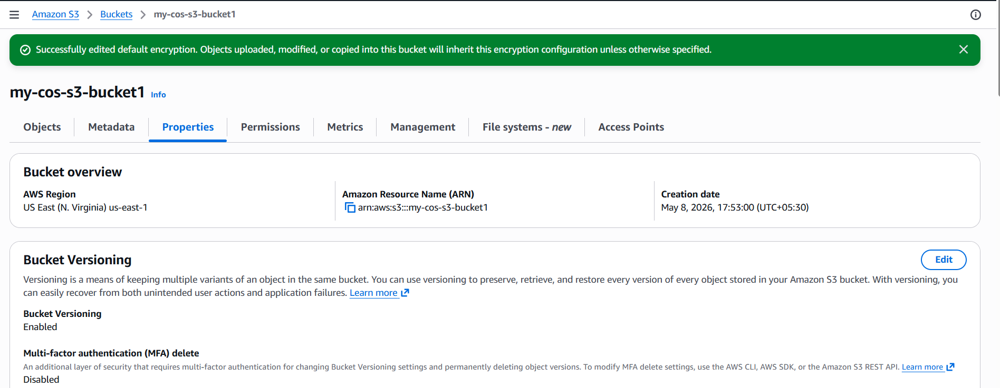 Amazon S3 > Buckets > my-cos-s3-bucket1
Successfully edited default encryption. Objects uploaded, modified, or copied into this bucket will inherit this encryption configuration unless otherwise specified.
my-cos-s3-bucket1 Info
Objects Metadata Properties Permissions Metrics Management File systems - new Access Points
Bucket overview
AWS Region
US East (N. Virginia) us-east-1
Amazon Resource Name (ARN)
arn:aws:s3:::my-cos-s3-bucket1
Creation date
May 8, 2026, 17:53:00 (UTC+05:30)
Bucket Versioning
Edit
Versioning is a means of keeping multiple variants of an object in the same bucket. You can use versioning to preserve, retrieve, and restore every version of every object stored in your Amazon S3 bucket. With versioning, you
can easily recover from both unintended user actions and application failures. Learn more
Bucket Versioning
Enabled
Multi-factor authentication (MFA) delete
An additional layer of security that requires multi-factor authentication for changing Bucket Versioning settings and permanently deleting object versions. To modify MFA delete settings, use the AWS CLI, AWS SDK, or the Amazon S3 REST API. Learn more
Disabled